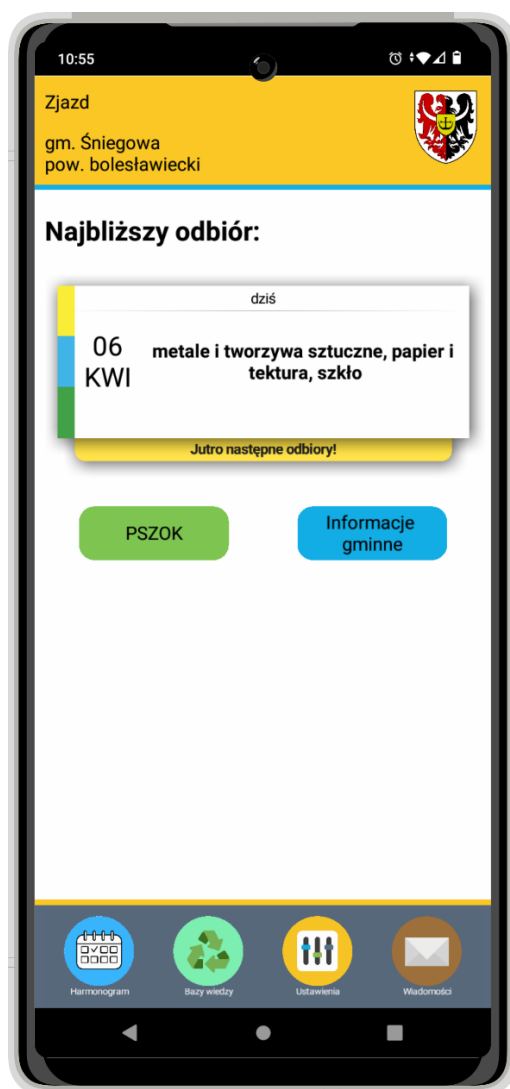 10:55
Zjazd
gm. Śniegowa
pow. bolesławiecki
Najbliższy odbiór:
dziś
06
KWI
metale i tworzywa sztuczne, papier i
tektura, szkło
Jutro następne odbiory!
PSZOK
Informacje
gminne
Harmonogram
Bazy wiedzy
Ustawienia
Wiadomości